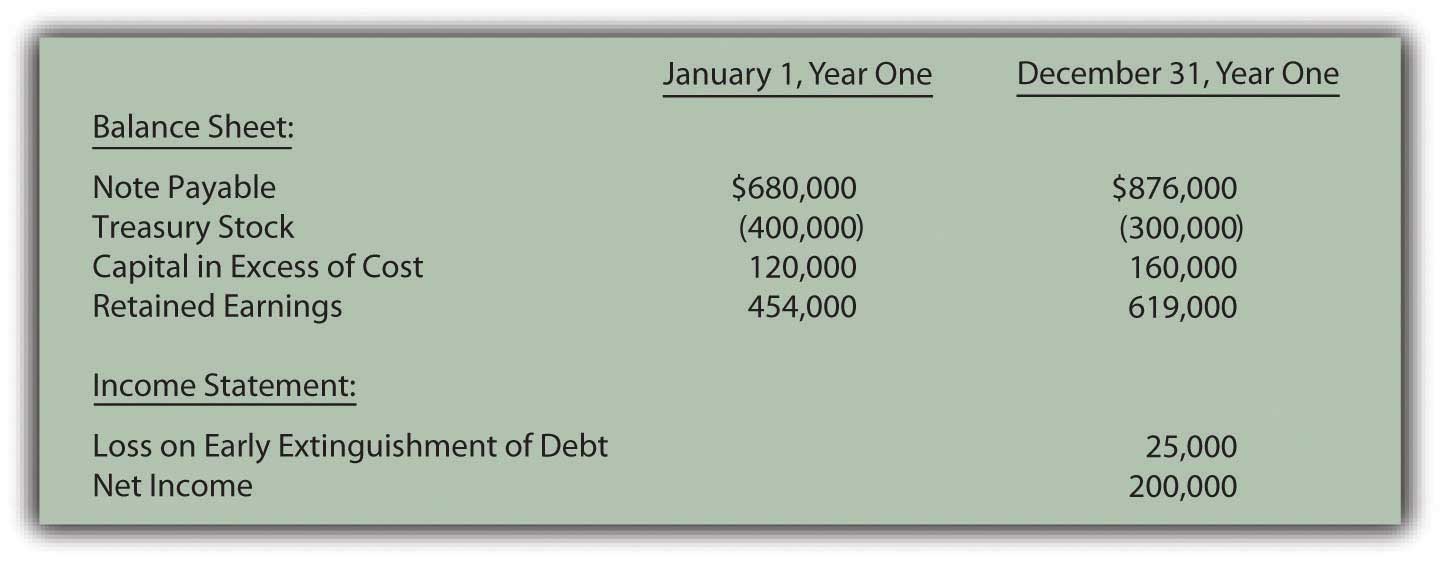 January 1, Year One December 31, Year One
Balance Sheet:
Note Payable $680,000 $876,000
Treasury Stock (400,000) (300,000)
Capital in Excess of Cost 120,000 160,000
Retained Earnings 454,000 619,000
Income Statement:
Loss on Early Extinguishment of Debt 25,000
Net Income 200,000